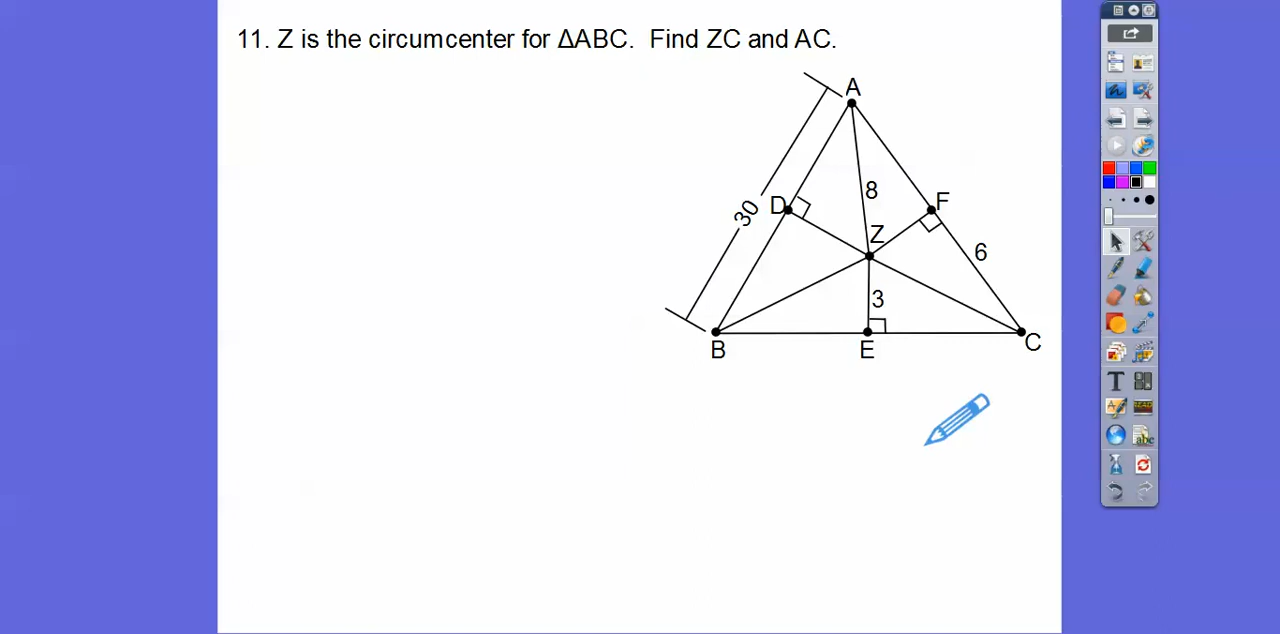 11. Z is the circumcenter for ΔABC. Find ZC and AC.
A
8
D
F
30
Z
6
3
B
E
C